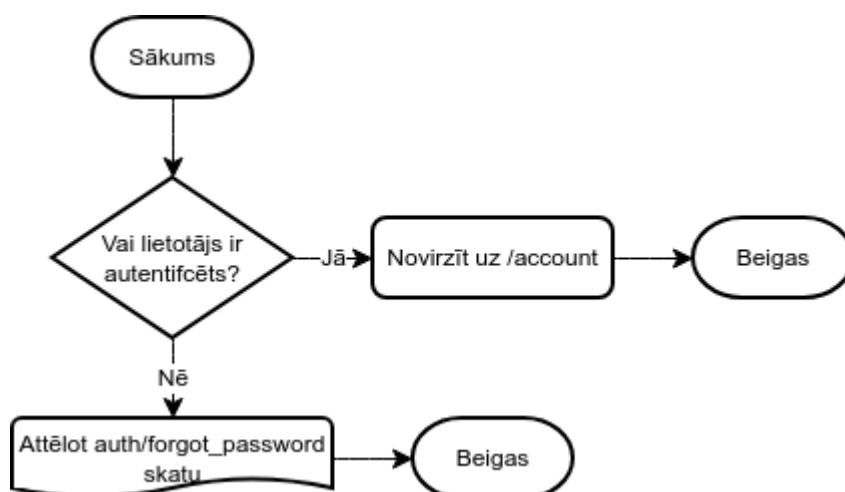 Sākums
Vai lietotājs ir
autentifcēts?
Jā
Novirzīt uz /account
Beigas
Nē
Attēlot auth/forgot_password
skatu
Beigas